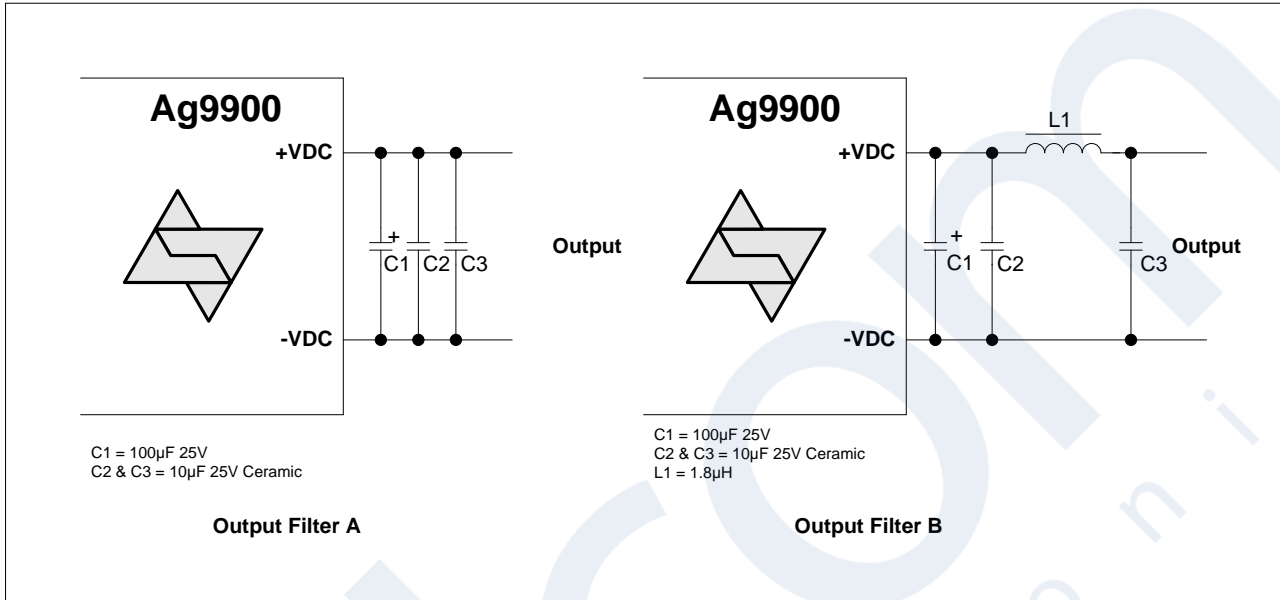 Ag9900
+VDC
+
C1
C2
C3
Output
-VDC
C1 = 100µF 25V
C2 & C3 = 10µF 25V Ceramic
Output Filter A
Ag9900
L1
+VDC
+
C1
C2
C3
Output
-VDC
C1 = 100µF 25V
C2 & C3 = 10µF 25V Ceramic
L1 = 1.8µH
Output Filter B